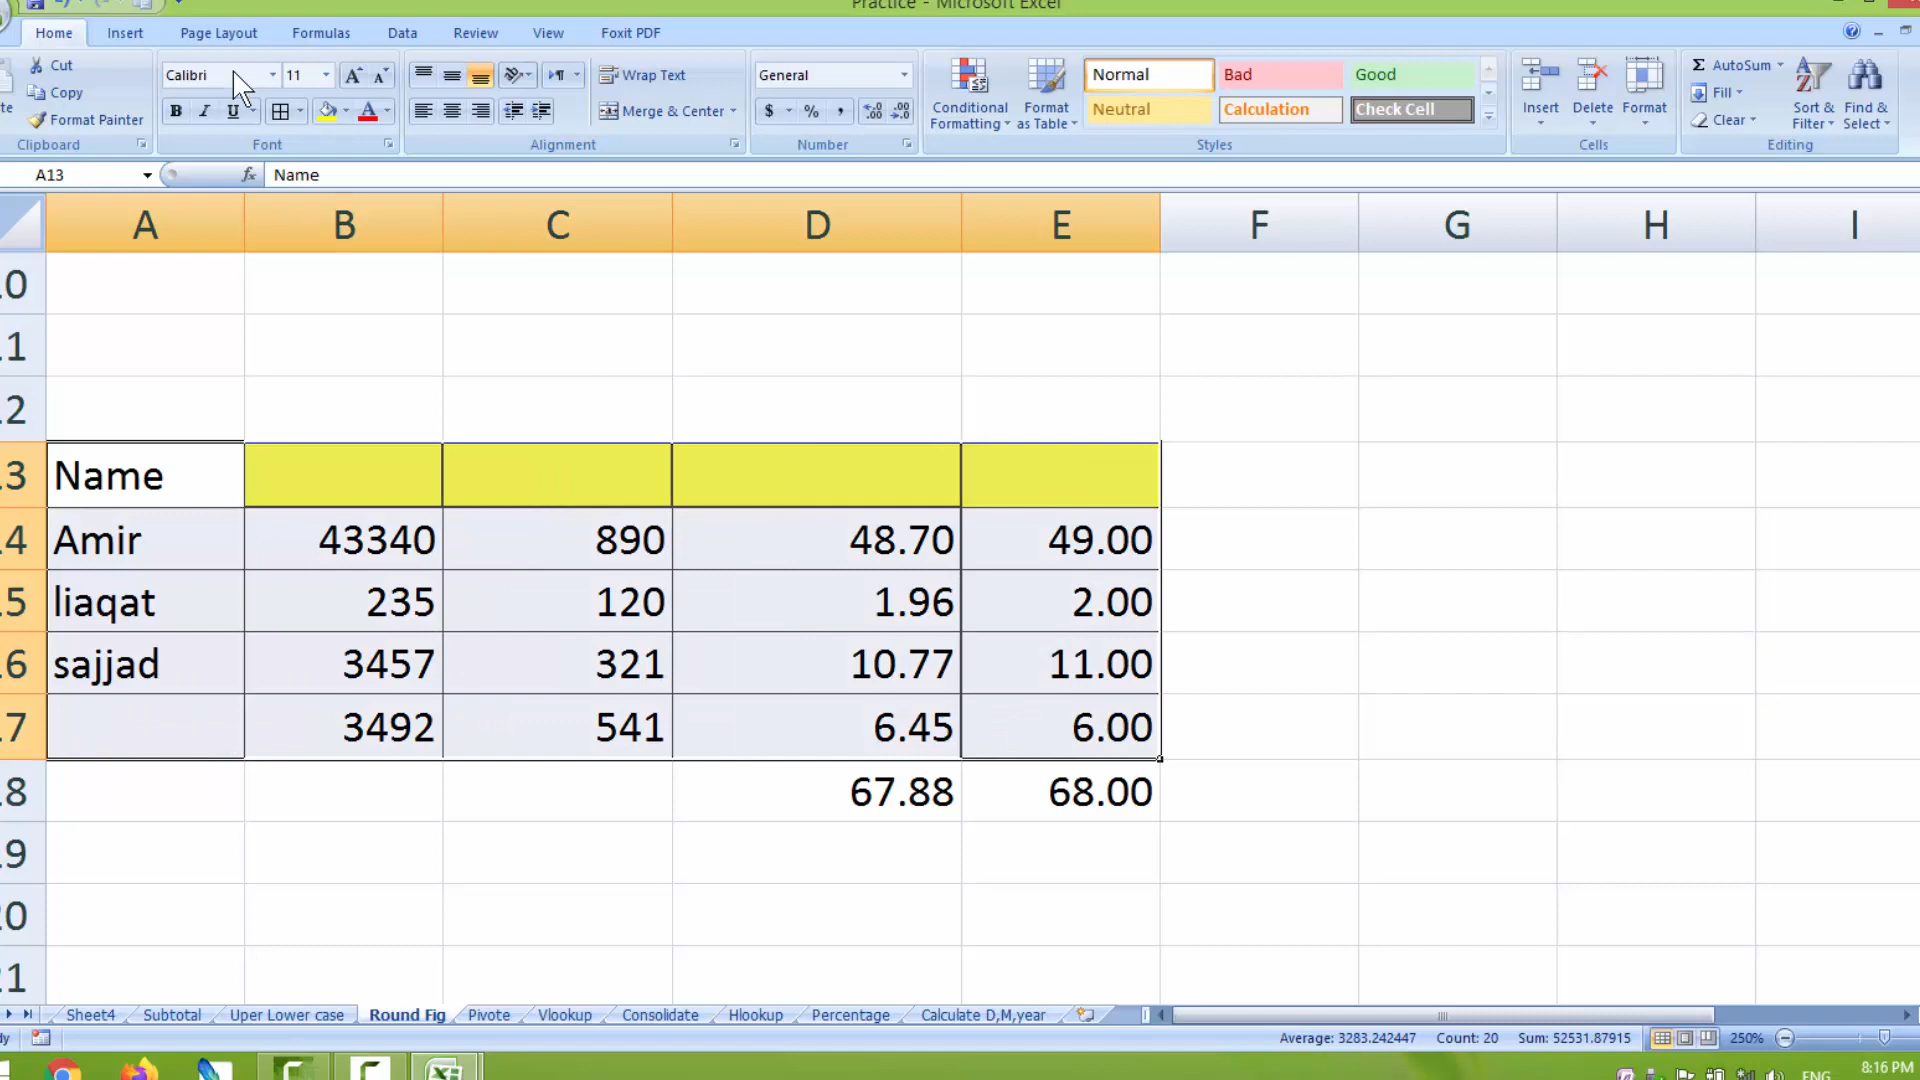 Practice - Microsoft Excel
Home Insert Page Layout Formulas Data Review View Foxit PDF
Cut
Copy
Format Painter
Clipboard
Calibri 11
B I U
Font
Wrap Text
Merge & Center
Alignment
General
$ % ,
Number
Conditional Formatting
Format as Table
Normal Bad Good
Neutral Calculation Check Cell
Styles
Insert Delete Format
Cells
Σ AutoSum
Fill
Clear
Sort & Filter
Find & Select
Editing
A13 fx Name
A B C D E F G H I
Name
Amir 43340 890 48.70 49.00
liaqat 235 120 1.96 2.00
sajjad 3457 321 10.77 11.00
3492 541 6.45 6.00
67.88 68.00
Sheet4 Subtotal Uper Lower case Round Fig Pivote Vlookup Consolidate Hlookup Percentage Calculate D,M,year
Average: 3283.242447 Count: 20 Sum: 52531.87915 250%
ENG 8:16 PM